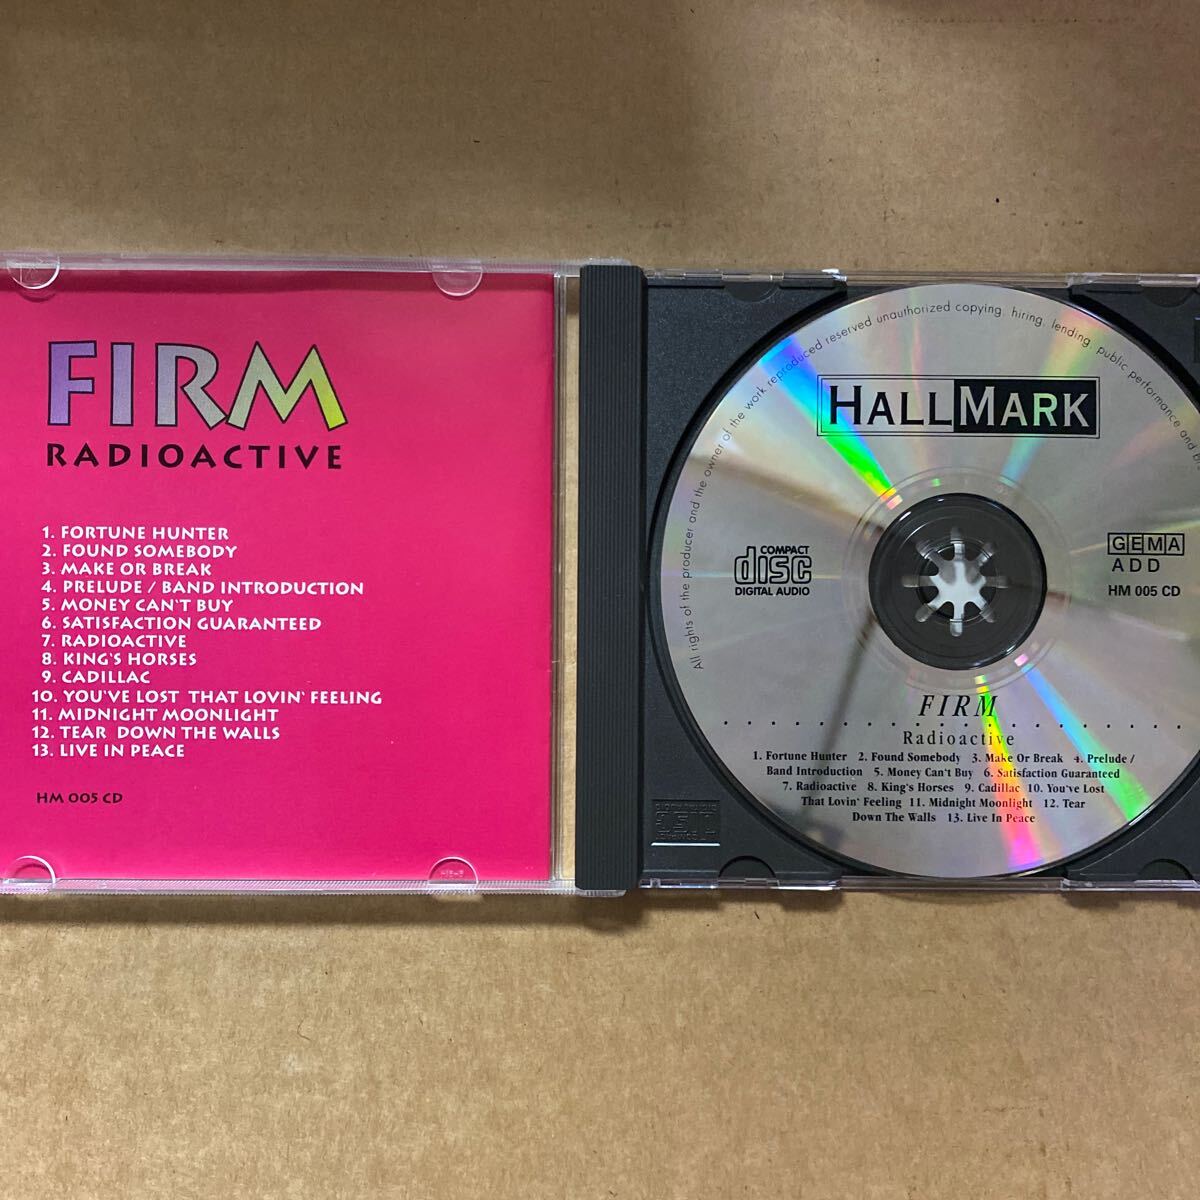 FIRM
RADIOACTIVE
1. FORTUNE HUNTER
2. FOUND SOMEBODY
3. MAKE OR BREAK
4. PRELUDE / BAND INTRODUCTION
5. MONEY CAN'T BUY
6. SATISFACTION GUARANTEED
7. RADIOACTIVE
8. KING'S HORSES
9. CADILLAC
10. YOU'VE LOST THAT LOVIN' FEELING
11. MIDNIGHT MOONLIGHT
12. TEAR DOWN THE WALLS
13. LIVE IN PEACE
HM 005 CD
All rights of the producer and the owner of the work reproduced reserved unauthorized copying, hiring, lending, public performance and
HALLMARK
COMPACT
disc
DIGITAL AUDIO
GEMA
ADD
HM 005 CD
FIRM
Radioactive
1. Fortune Hunter 2. Found Somebody 3. Make Or Break 4. Prelude /
Band Introduction 5. Money Can't Buy 6. Satisfaction Guaranteed
7. Radioactive 8. King's Horses 9. Cadillac 10. You've Lost
That Lovin' Feeling 11. Midnight Moonlight 12. Tear
Down The Walls 13. Live In Peace
COMPACT
disc
DIGITAL AUDIO